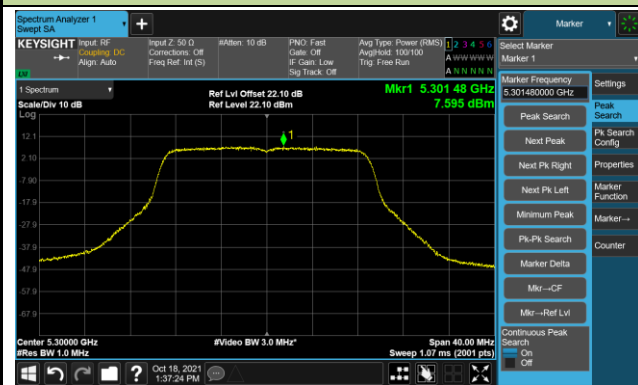 Spectrum Analyzer 1
Swept SA
Marker
KEYSIGHT
Input: RF
Coupling: DC
Align: Auto
Input Z: 50 Ω
Corrections: Off
Freq Ref: Int (S)
#Atten: 10 dB
PNO: Fast
Gate: Off
IF Gain: Low
Sig Track: Off
Avg Type: Power (RMS)
Avg|Hold: 100/100
Trig: Free Run
1 2 3 4 5 6
A W W W W W
A N N N N N
Select Marker
Marker 1
1 Spectrum
Scale/Div 10 dB
Log
Ref Lvl Offset 22.10 dB
Ref Level 22.10 dBm
Mkr1 5.301 48 GHz
7.595 dBm
12.1
2.10
-7.90
-17.9
-27.9
-37.9
-47.9
-57.9
-67.9
1
Center 5.30000 GHz
#Res BW 1.0 MHz
#Video BW 3.0 MHz*
Span 40.00 MHz
Sweep 1.07 ms (2001 pts)
Marker Frequency
5.301480000 GHz
Peak Search
Next Peak
Next Pk Right
Next Pk Left
Minimum Peak
Pk-Pk Search
Marker Delta
Mkr→CF
Mkr→Ref Lvl
Continuous Peak
Search
On
Off
Settings
Peak
Search
Pk Search
Config
Properties
Marker
Function
Marker→
Counter
Oct 18, 2021
1:37:24 PM